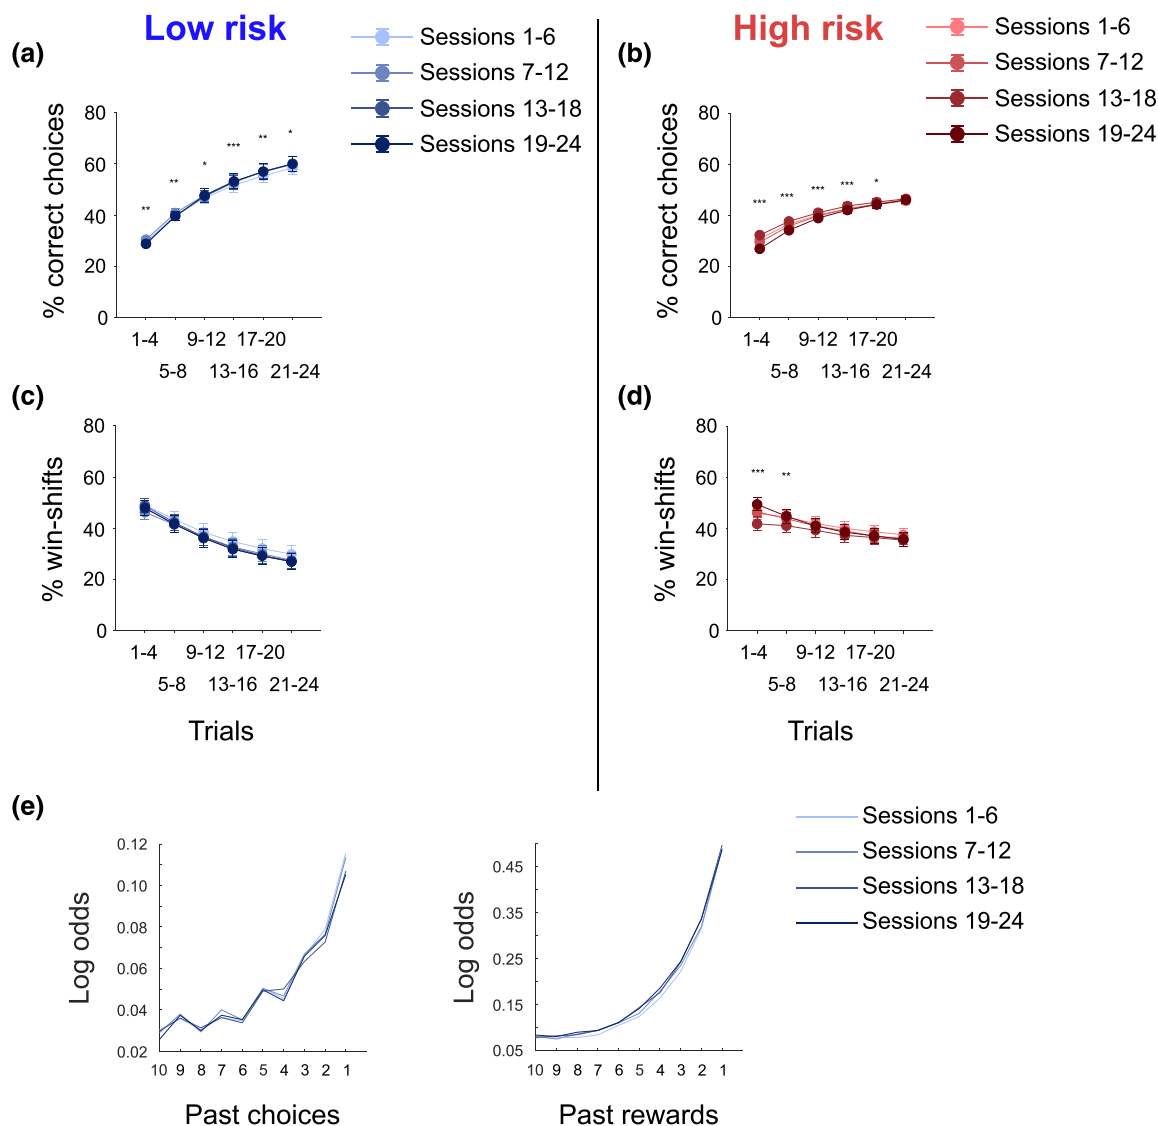 Low risk
High risk
(a)
Sessions 1-6
Sessions 7-12
Sessions 13-18
Sessions 19-24
% correct choices
80
60
40
20
0
** ** * *** ** *
1-4 9-12 17-20
5-8 13-16 21-24
(b)
Sessions 1-6
Sessions 7-12
Sessions 13-18
Sessions 19-24
% correct choices
80
60
40
20
0
*** *** *** *** *
1-4 9-12 17-20
5-8 13-16 21-24
(c)
% win-shifts
80
60
40
20
0
1-4 9-12 17-20
5-8 13-16 21-24
Trials
(d)
% win-shifts
80
60
40
20
0
*** **
1-4 9-12 17-20
5-8 13-16 21-24
Trials
(e)
Sessions 1-6
Sessions 7-12
Sessions 13-18
Sessions 19-24
Log odds
0.12
0.10
0.08
0.06
0.04
0.02
10 9 8 7 6 5 4 3 2 1
Past choices
Log odds
0.45
0.35
0.25
0.15
0.05
10 9 8 7 6 5 4 3 2 1
Past rewards